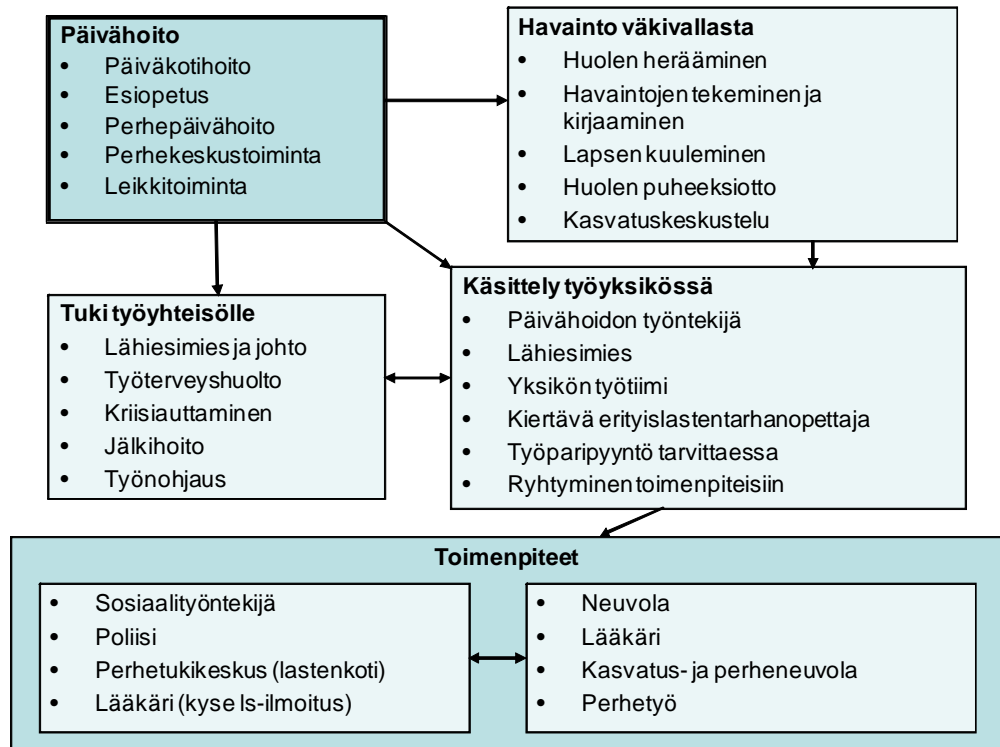 Päivähoito
• Päiväkotihoito
• Esiopetus
• Perhepäivähoito
• Perhekeskustoiminta
• Leikkitoiminta
Havainto väkivallasta
• Huolen herääminen
• Havaintojen tekeminen ja
kirjaaminen
• Lapsen kuuleminen
• Huolen puheeksiotto
• Kasvatuskeskustelu
Tuki työyhteisölle
• Lähiesimies ja johto
• Työterveyshuolto
• Kriisiauttaminen
• Jälkihoito
• Työnohjaus
Käsittely työyksikössä
• Päivähoidon työntekijä
• Lähiesimies
• Yksikön työtiimi
• Kiertävä erityislastentarhanopettaja
• Työparipyyntö tarvittaessa
• Ryhtyminen toimenpiteisiin
Toimenpiteet
• Sosiaalityöntekijä
• Poliisi
• Perhetukikeskus (lastenkoti)
• Lääkäri (kyse ls-ilmoitus)
• Neuvola
• Lääkäri
• Kasvatus- ja perheneuvola
• Perhetyö